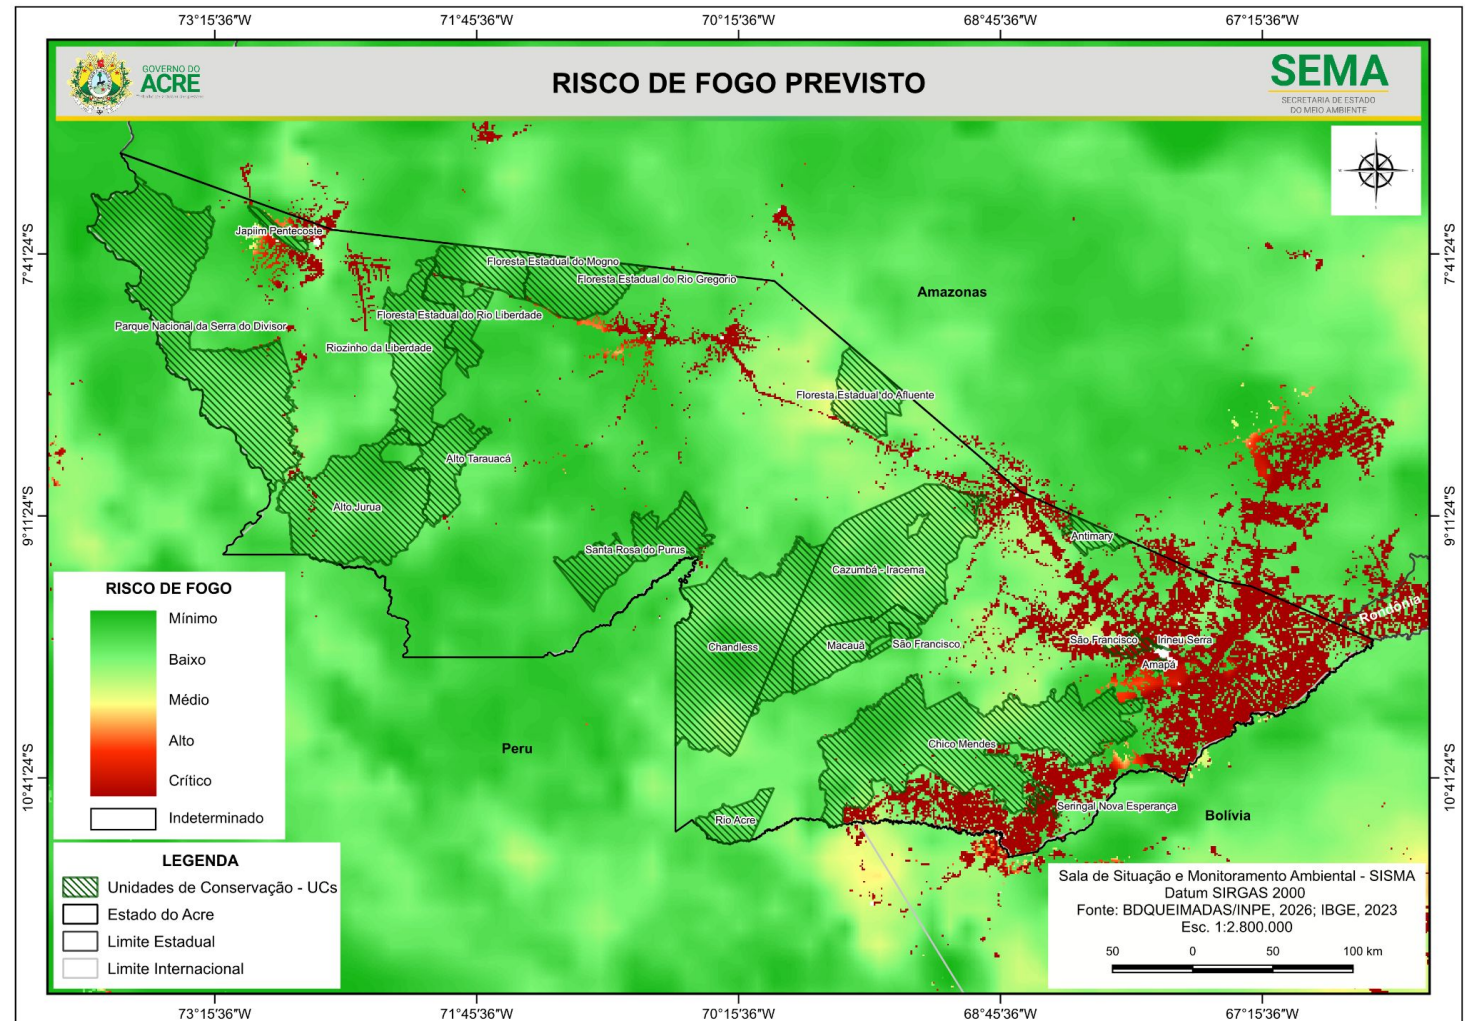 73°15'36"W 71°45'36"W 70°15'36"W 68°45'36"W 67°15'36"W
GOVERNO DO
ACRE
RISCO DE FOGO PREVISTO
SEMA
SECRETARIA DE ESTADO
DO MEIO AMBIENTE
7°41'24"S
7°41'24"S
Japiim Pentecoste
Floresta Estadual do Mogno
Floresta Estadual do Rio Gregorio
Amazonas
Parque Nacional da Serra do Divisor
Floresta Estadual do Rio Liberdade
Riozinho da Liberdade
Floresta Estadual do Afluente
Alto Tarauacá
Alto Jurua
9°11'24"S
9°11'24"S
Santa Rosa do Purus
Antimary
Cazumbá - Iracema
Rondônia
Chandless
Macauá
São Francisco
São Francisco
Irineu Serra
Amapá
Peru
Chico Mendes
10°41'24"S
10°41'24"S
Seringal Nova Esperança
Rio Acre
Bolívia
RISCO DE FOGO
Mínimo
Baixo
Médio
Alto
Crítico
Indeterminado
LEGENDA
Unidades de Conservação - UCs
Estado do Acre
Limite Estadual
Limite Internacional
Sala de Situação e Monitoramento Ambiental - SISMA
Datum SIRGAS 2000
Fonte: BDQUEIMADAS/INPE, 2026; IBGE, 2023
Esc. 1:2.800.000
50 0 50 100 km
73°15'36"W 71°45'36"W 70°15'36"W 68°45'36"W 67°15'36"W